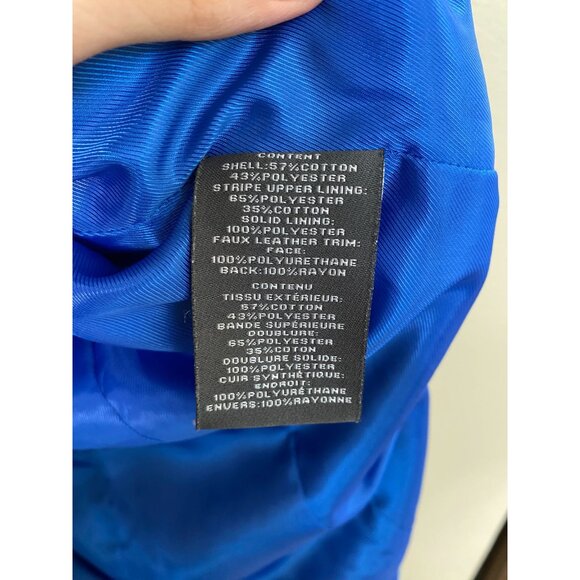 CONTENT
SHELL:57%COTTON
43%POLYESTER
STRIPE UPPER LINING:
65%POLYESTER
35%COTTON
SOLID LINING:
100%POLYESTER
FAUX LEATHER TRIM:
FACE:
100%POLYURETHANE
BACK:100%RAYON
CONTENU
TISSU EXTÉRIEUR:
57%COTTON
43%POLYESTER
BANDE SUPÉRIEURE
DOUBLURE:
65%POLYESTER
35%COTON
DOUBLURE SOLIDE:
100%POLYESTER
CUIR SYNTHÉTIQUE:
ENDROIT:
100%POLYURÉTHANE
ENVERS:100%RAYONNE